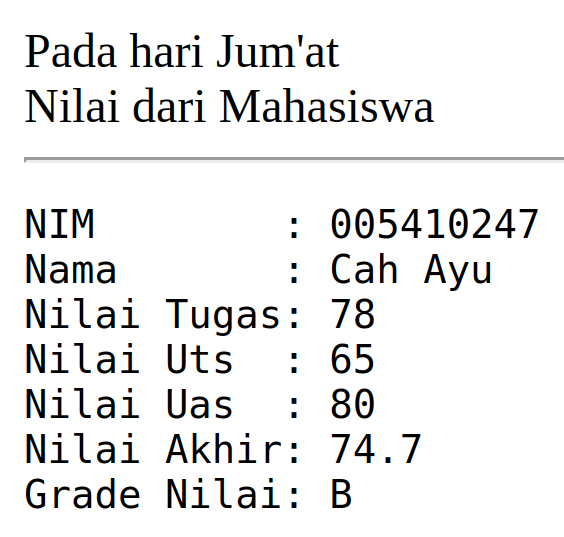 Pada hari Jum'at
Nilai dari Mahasiswa
NIM : 005410247
Nama : Cah Ayu
Nilai Tugas: 78
Nilai Uts : 65
Nilai Uas : 80
Nilai Akhir: 74.7
Grade Nilai: B